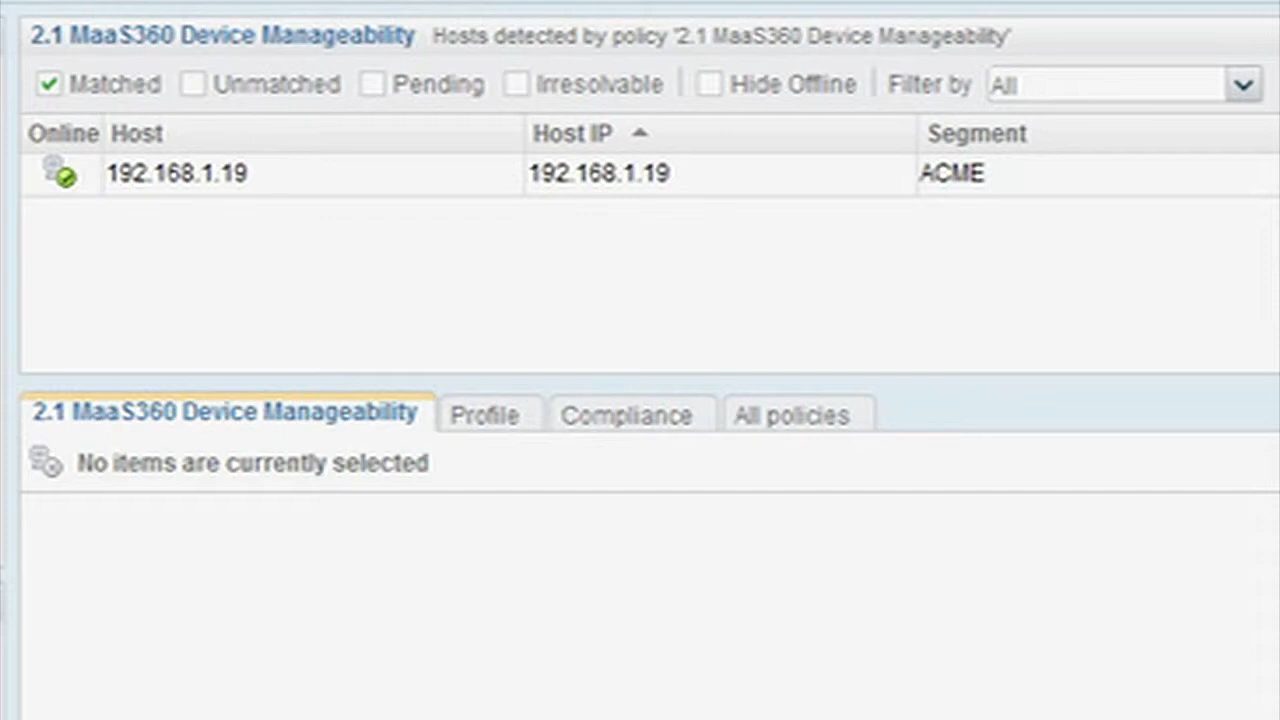 2.1 MaaS360 Device Manageability Hosts detected by policy '2.1 MaaS360 Device Manageability'
Matched Unmatched Pending Irresolvable Hide Offline Filter by All
Online Host Host IP Segment
192.168.1.19 192.168.1.19 ACME
2.1 MaaS360 Device Manageability Profile Compliance All policies
No items are currently selected